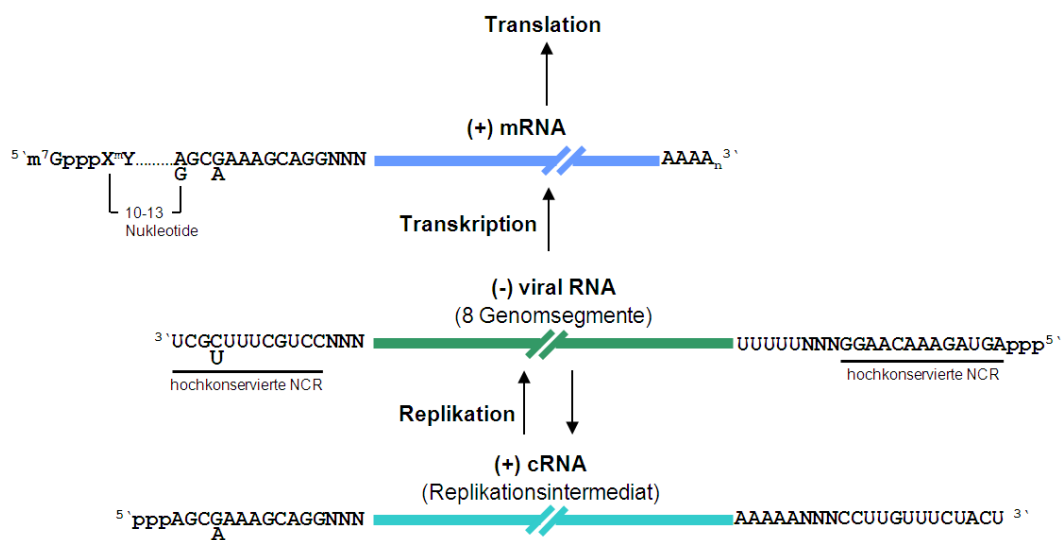 Translation
(+) mRNA
5`m7GpppXmY.........AGCGAAAGCAGGNNN AAAAn3`
G A
10-13
Nukleotide
Transkription
(-) viral RNA
(8 Genomsegmente)
3`UCGCUUUCGUCCNNN UUUUUNNNGGAACAAAGAUGAppp5`
U
hochkonservierte NCR hochkonservierte NCR
Replikation
(+) cRNA
(Replikationsintermediat)
5`pppAGCGAAAGCAGGNNN AAAAANNNCCUUGUUUCUACU 3`
A